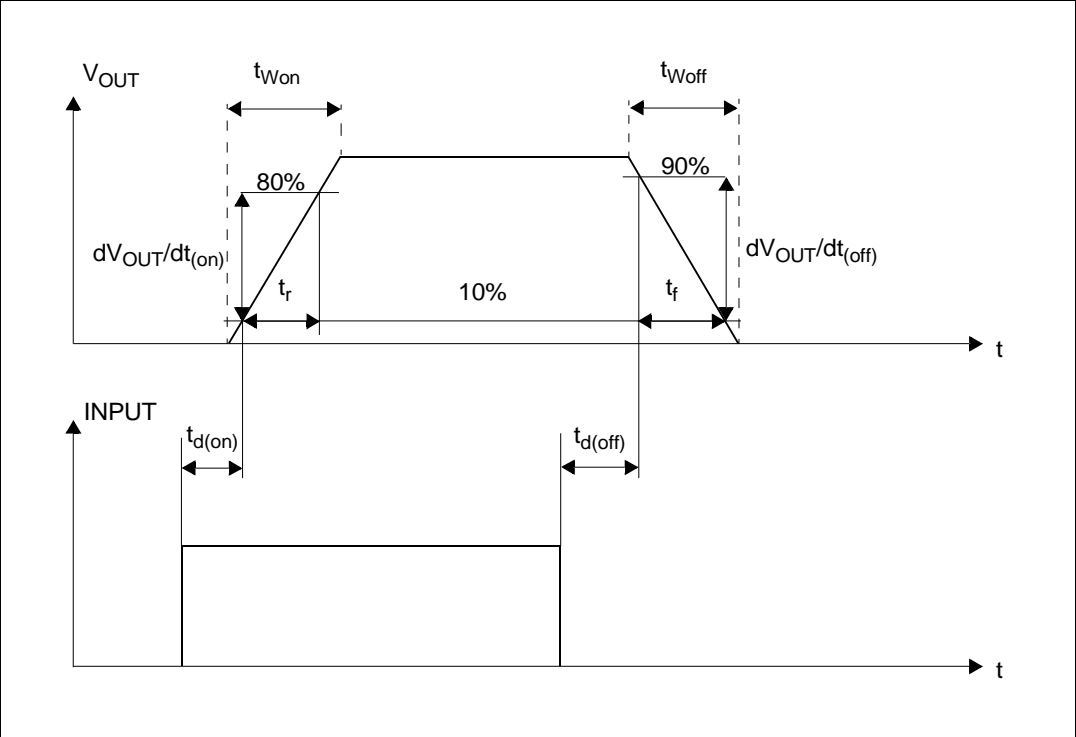 VOUT
tWon
tWoff
80%
90%
dVOUT/dt(on)
dVOUT/dt(off)
tr
10%
tf
t
INPUT
td(on)
td(off)
t